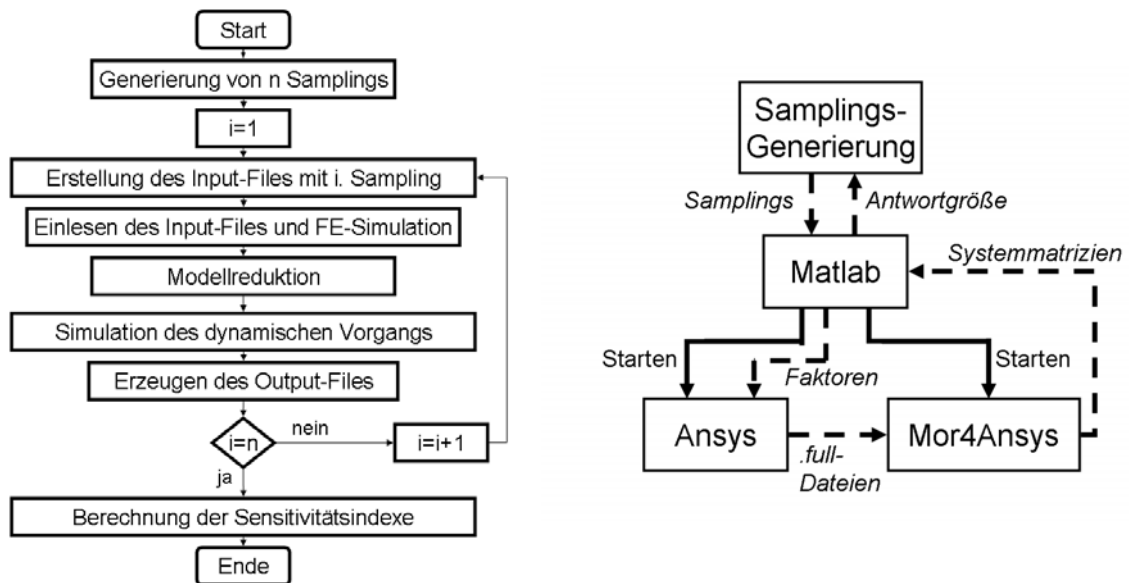 Start
Generierung von n Samplings
i=1
Erstellung des Input-Files mit i. Sampling
Einlesen des Input-Files und FE-Simulation
Modellreduktion
Simulation des dynamischen Vorgangs
Erzeugen des Output-Files
i=n
nein
i=i+1
ja
Berechnung der Sensitivitätsindexe
Ende
Samplings-
Generierung
Samplings
Antwortgröße
Systemmatrizien
Matlab
Starten
Faktoren
Starten
Ansys
Mor4Ansys
.full-
Dateien